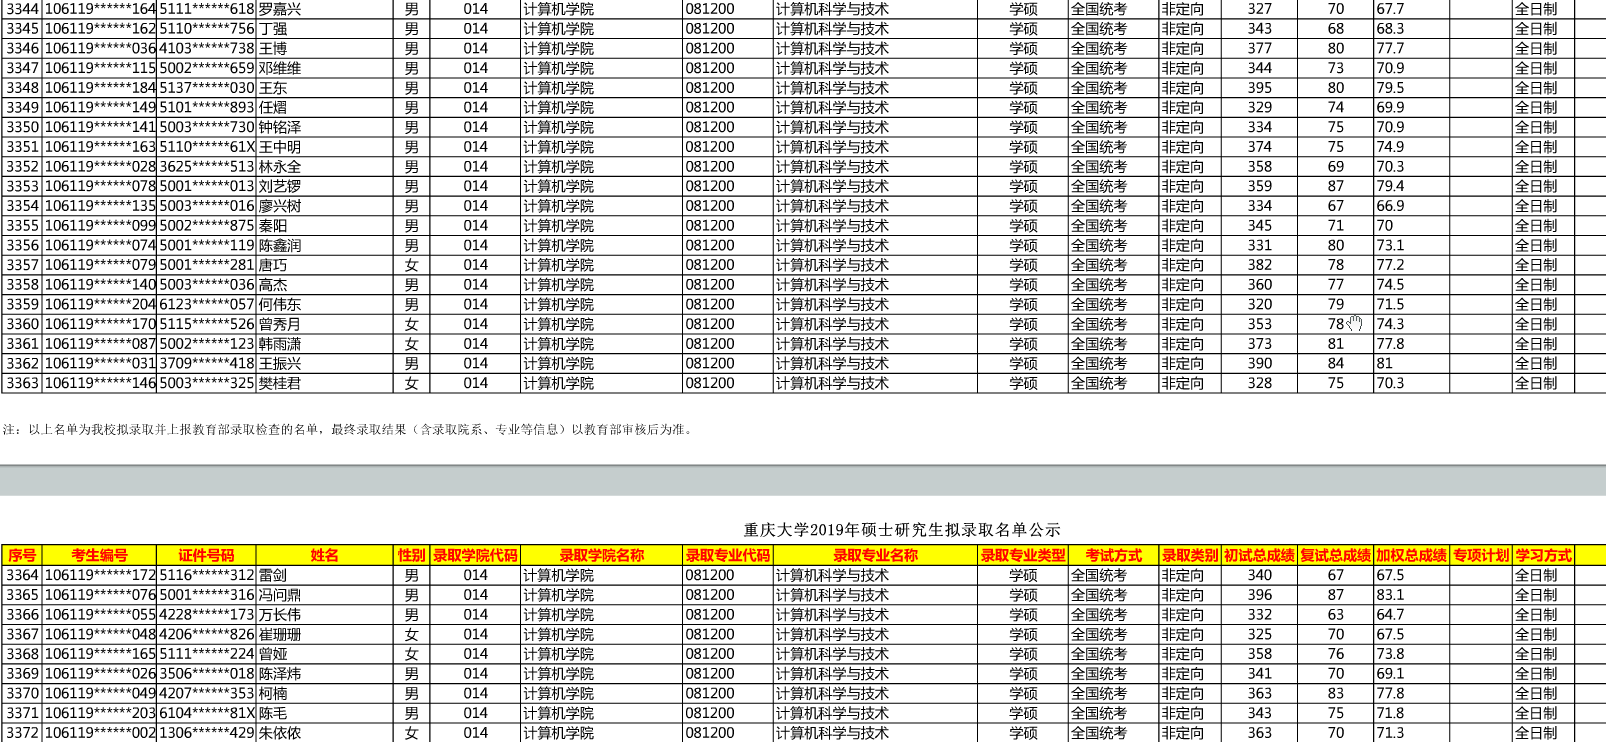 3344 106119******164 5111******618 罗嘉兴 男 014 计算机学院 081200 计算机科学与技术 学硕 全国统考 非定向 327 70 67.7 全日制
3345 106119******162 5110******756 丁强 男 014 计算机学院 081200 计算机科学与技术 学硕 全国统考 非定向 343 68 68.3 全日制
3346 106119******036 4103******738 王博 男 014 计算机学院 081200 计算机科学与技术 学硕 全国统考 非定向 377 80 77.7 全日制
3347 106119******115 5002******659 邓维维 男 014 计算机学院 081200 计算机科学与技术 学硕 全国统考 非定向 344 73 70.9 全日制
3348 106119******184 5137******030 王东 男 014 计算机学院 081200 计算机科学与技术 学硕 全国统考 非定向 395 80 79.5 全日制
3349 106119******149 5101******893 任熠 男 014 计算机学院 081200 计算机科学与技术 学硕 全国统考 非定向 329 74 69.9 全日制
3350 106119******141 5003******730 钟铭泽 男 014 计算机学院 081200 计算机科学与技术 学硕 全国统考 非定向 334 75 70.9 全日制
3351 106119******163 5110******61X 王中明 男 014 计算机学院 081200 计算机科学与技术 学硕 全国统考 非定向 374 75 74.9 全日制
3352 106119******028 3625******513 林永全 男 014 计算机学院 081200 计算机科学与技术 学硕 全国统考 非定向 358 69 70.3 全日制
3353 106119******078 5001******013 刘艺锣 男 014 计算机学院 081200 计算机科学与技术 学硕 全国统考 非定向 359 87 79.4 全日制
3354 106119******135 5003******016 廖兴树 男 014 计算机学院 081200 计算机科学与技术 学硕 全国统考 非定向 334 67 66.9 全日制
3355 106119******099 5002******875 秦阳 男 014 计算机学院 081200 计算机科学与技术 学硕 全国统考 非定向 345 71 70 全日制
3356 106119******074 5001******119 陈鑫润 男 014 计算机学院 081200 计算机科学与技术 学硕 全国统考 非定向 331 80 73.1 全日制
3357 106119******079 5001******281 唐巧 女 014 计算机学院 081200 计算机科学与技术 学硕 全国统考 非定向 382 78 77.2 全日制
3358 106119******140 5003******036 高杰 男 014 计算机学院 081200 计算机科学与技术 学硕 全国统考 非定向 360 77 74.5 全日制
3359 106119******204 6123******057 何伟东 男 014 计算机学院 081200 计算机科学与技术 学硕 全国统考 非定向 320 79 71.5 全日制
3360 106119******170 5115******526 曾秀月 女 014 计算机学院 081200 计算机科学与技术 学硕 全国统考 非定向 353 78 74.3 全日制
3361 106119******087 5002******123 韩雨潇 女 014 计算机学院 081200 计算机科学与技术 学硕 全国统考 非定向 373 81 77.8 全日制
3362 106119******031 3709******418 王振兴 男 014 计算机学院 081200 计算机科学与技术 学硕 全国统考 非定向 390 84 81 全日制
3363 106119******146 5003******325 樊桂君 女 014 计算机学院 081200 计算机科学与技术 学硕 全国统考 非定向 328 75 70.3 全日制
注：以上名单为我校拟录取并上报教育部录取检查的名单，最终录取结果（含录取院系、专业等信息）以教育部审核后为准。
重庆大学2019年硕士研究生拟录取名单公示
序号 考生编号 证件号码 姓名 性别 录取学院代码 录取学院名称 录取专业代码 录取专业名称 录取专业类型 考试方式 录取类别 初试总成绩 复试总成绩 加权总成绩 专项计划 学习方式
3364 106119******172 5116******312 雷剑 男 014 计算机学院 081200 计算机科学与技术 学硕 全国统考 非定向 340 67 67.5 全日制
3365 106119******076 5001******316 冯问鼎 男 014 计算机学院 081200 计算机科学与技术 学硕 全国统考 非定向 396 87 83.1 全日制
3366 106119******055 4228******173 万长伟 男 014 计算机学院 081200 计算机科学与技术 学硕 全国统考 非定向 332 63 64.7 全日制
3367 106119******048 4206******826 崔珊珊 女 014 计算机学院 081200 计算机科学与技术 学硕 全国统考 非定向 325 70 67.5 全日制
3368 106119******165 5111******224 曾娅 女 014 计算机学院 081200 计算机科学与技术 学硕 全国统考 非定向 358 76 73.8 全日制
3369 106119******026 3506******018 陈泽炜 男 014 计算机学院 081200 计算机科学与技术 学硕 全国统考 非定向 341 70 69.1 全日制
3370 106119******049 4207******353 柯楠 男 014 计算机学院 081200 计算机科学与技术 学硕 全国统考 非定向 363 83 77.8 全日制
3371 106119******203 6104******81X 陈毛 男 014 计算机学院 081200 计算机科学与技术 学硕 全国统考 非定向 343 75 71.8 全日制
3372 106119******002 1306******429 朱依依 女 014 计算机学院 081200 计算机科学与技术 学硕 全国统考 非定向 363 70 71.3 全日制